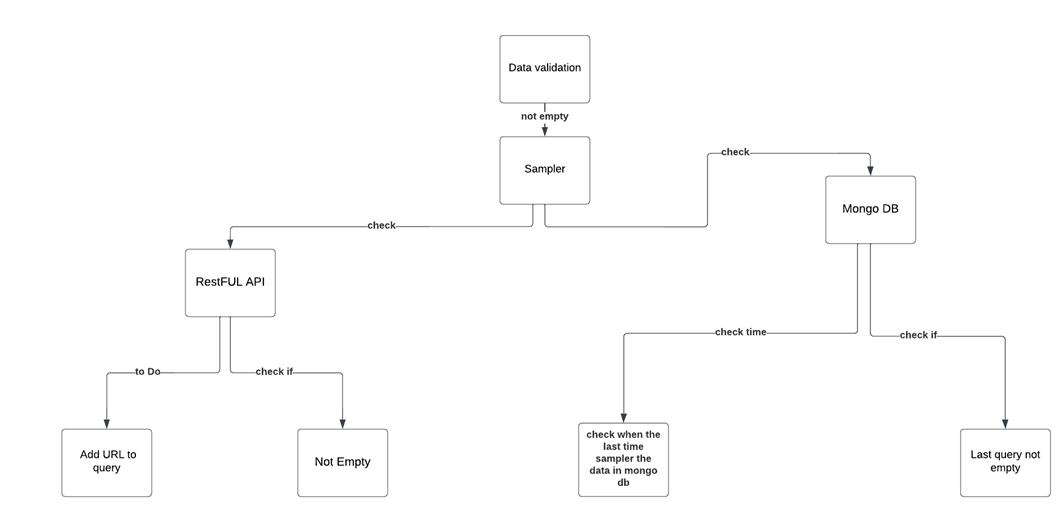 Data validation
not empty
Sampler
check
Mongo DB
check
RestFUL API
check time
check if
to Do
check if
Add URL to
query
Not Empty
check when the
last time
sampler the
data in mongo
db
Last query not
empty